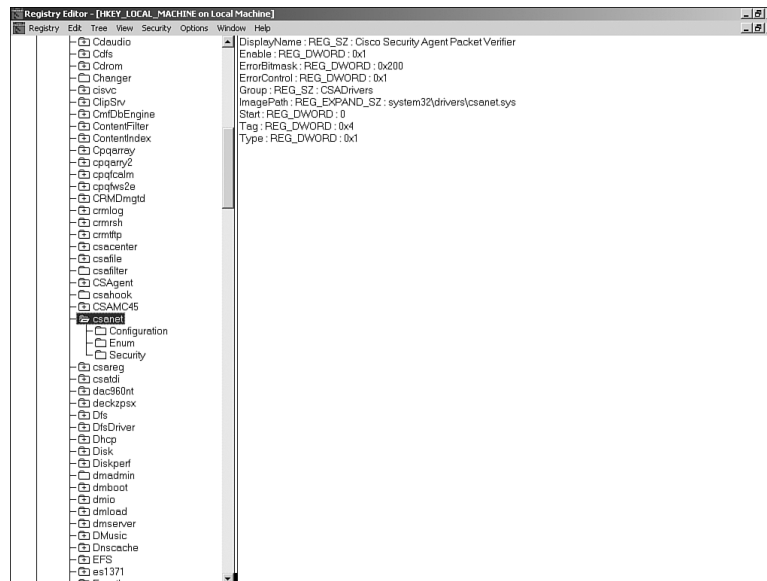 Registry Editor - [HKEY_LOCAL_MACHINE on Local Machine]
Registry Edit Tree View Security Options Window Help
Cdaudio
Cdfs
Cdrom
Changer
cisvc
ClipSrv
CmfDbEngine
ContentFilter
ContentIndex
Cpqarray
cpqarry2
cpqfcalm
cpqfws2e
CRMDmgtd
crmlog
crmrsh
crmtftp
csacenter
csafile
csafilter
CSAgent
csahook
CSAMC45
csanet
Configuration
Enum
Security
csareg
csatdi
dac960nt
deckzpsx
Dfs
DfsDriver
Dhcp
Disk
Diskperf
dmadmin
dmboot
dmio
dmload
dmserver
DMusic
Dnscache
EFS
es1371
DisplayName : REG_SZ : Cisco Security Agent Packet Verifier
Enable : REG_DWORD : 0x1
ErrorBitmask : REG_DWORD : 0x200
ErrorControl : REG_DWORD : 0x1
Group : REG_SZ : CSADrivers
ImagePath : REG_EXPAND_SZ : system32\drivers\csanet.sys
Start : REG_DWORD : 0
Tag : REG_DWORD : 0x4
Type : REG_DWORD : 0x1